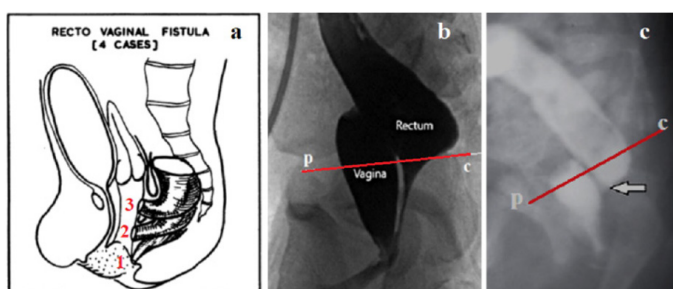 RECTO VAGINAL FISTULA
[4 CASES]
a
3
2
1
b
Rectum
p
Vagina
c
c
c
p